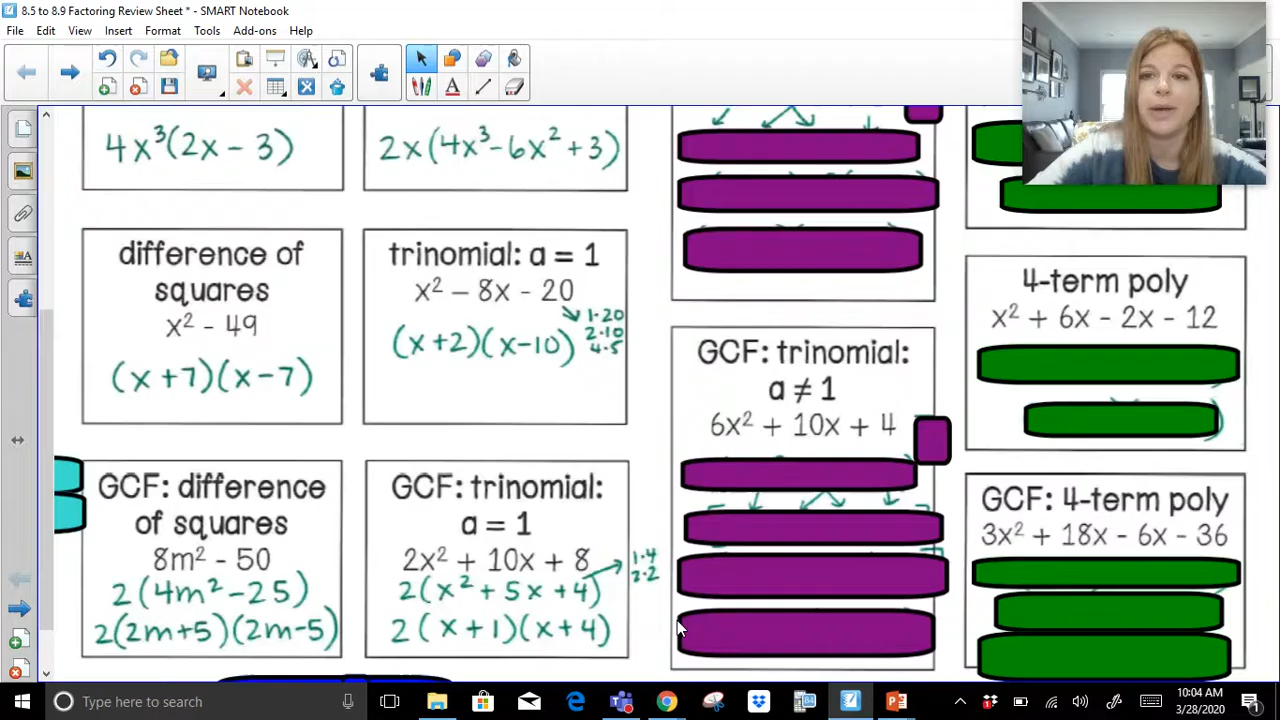 8.5 to 8.9 Factoring Review Sheet * - SMART Notebook
File Edit View Insert Format Tools Add-ons Help
4x³(2x - 3)
2x(4x³-6x²+3)
difference of
squares
x² - 49
(x+7)(x-7)
trinomial: a = 1
x² – 8x - 20
1·20
2·10
4·5
(x+2)(x-10)
GCF: difference
of squares
8m² - 50
2(4m²-25)
2(2m+5)(2m-5)
GCF: trinomial:
a = 1
2x² + 10x + 8
1·4
2·2
2(x²+5x+4)
2(x+1)(x+4)
GCF: trinomial:
a ≠ 1
6x² + 10x + 4
4-term poly
x² + 6x - 2x - 12
GCF: 4-term poly
3x² + 18x - 6x - 36
Type here to search
10:04 AM
3/28/2020